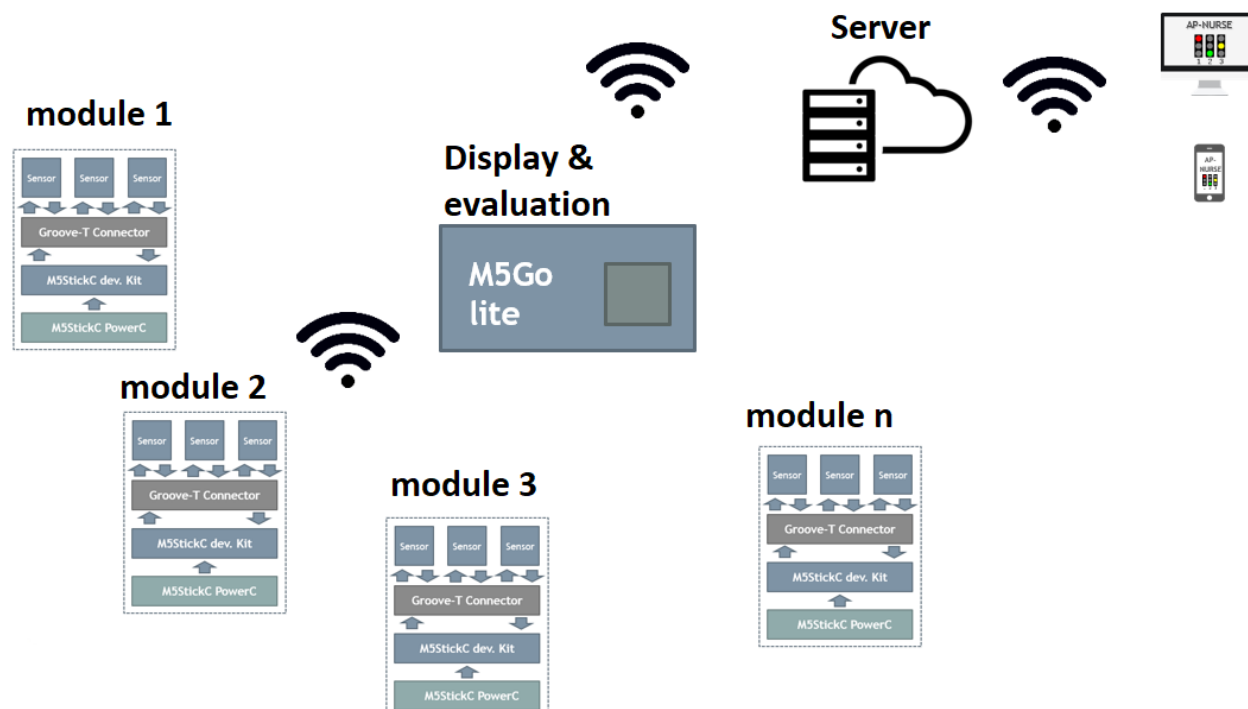 Server
AP-NURSE
1 2 3
module 1
Display &
evaluation
AP-
NURSE
Sensor Sensor Sensor
Groove-T Connector
M5StickC dev. Kit
M5StickC PowerC
M5Go
lite
module 2
Sensor Sensor Sensor
Groove-T Connector
M5StickC dev. Kit
M5StickC PowerC
module 3
Sensor Sensor Sensor
Groove-T Connector
M5StickC dev. Kit
M5StickC PowerC
module n
Sensor Sensor Sensor
Groove-T Connector
M5StickC dev. Kit
M5StickC PowerC